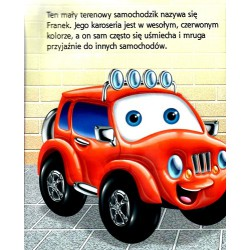 Ten mały terenowy samochodzik nazywa się
Franek. Jego karoseria jest w wesołym, czerwonym
kolorze, a on sam często się uśmiecha i mruga
przyjaźnie do innych samochodów.